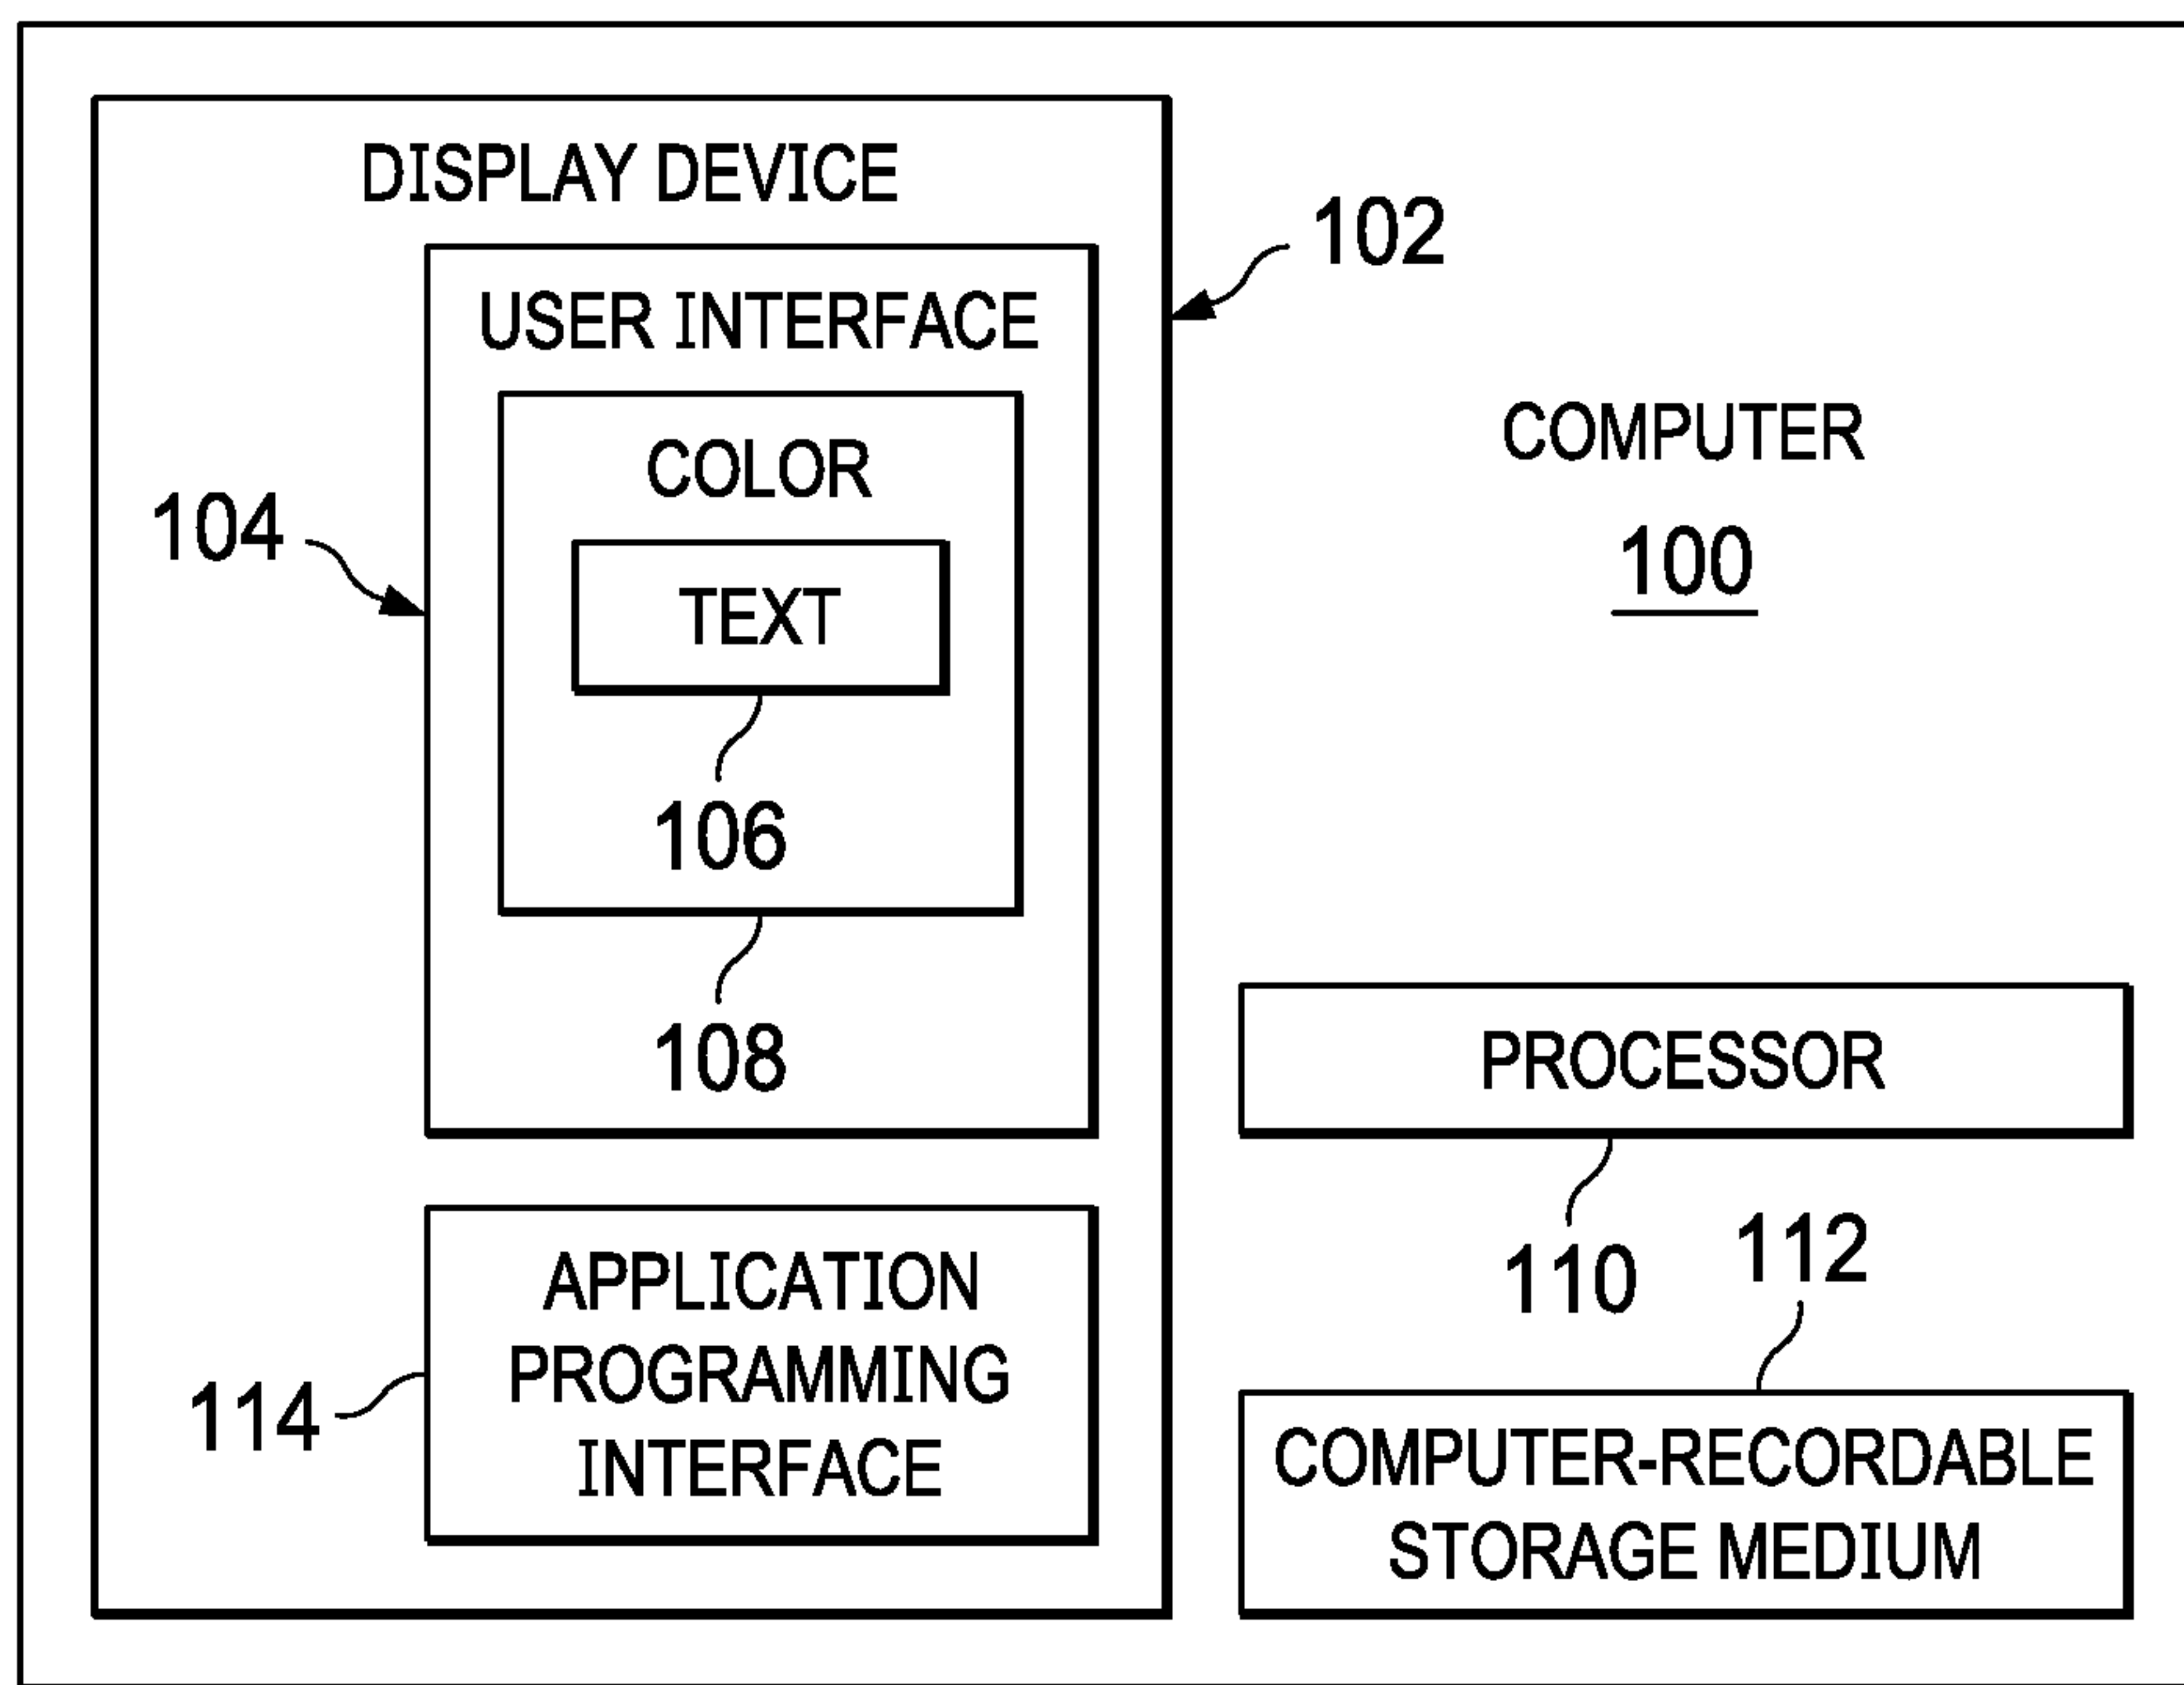 DISPLAY DEVICE
102
USER INTERFACE
COLOR
104
TEXT
106
108
COMPUTER
100
PROCESSOR
110
112
APPLICATION
PROGRAMMING
INTERFACE
114
COMPUTER-RECORDABLE
STORAGE MEDIUM